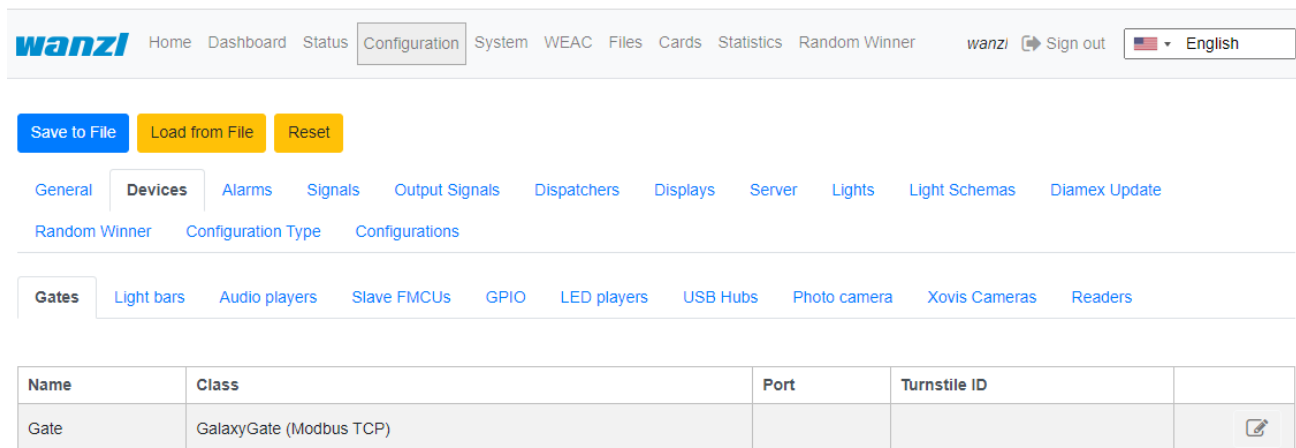 wanzl Home Dashboard Status Configuration System WEAC Files Cards Statistics Random Winner wanzl Sign out English
Save to File Load from File Reset
General Devices Alarms Signals Output Signals Dispatchers Displays Server Lights Light Schemas Diamex Update
Random Winner Configuration Type Configurations
Gates Light bars Audio players Slave FMCUs GPIO LED players USB Hubs Photo camera Xovis Cameras Readers
Name Class Port Turnstile ID
Gate GalaxyGate (Modbus TCP)